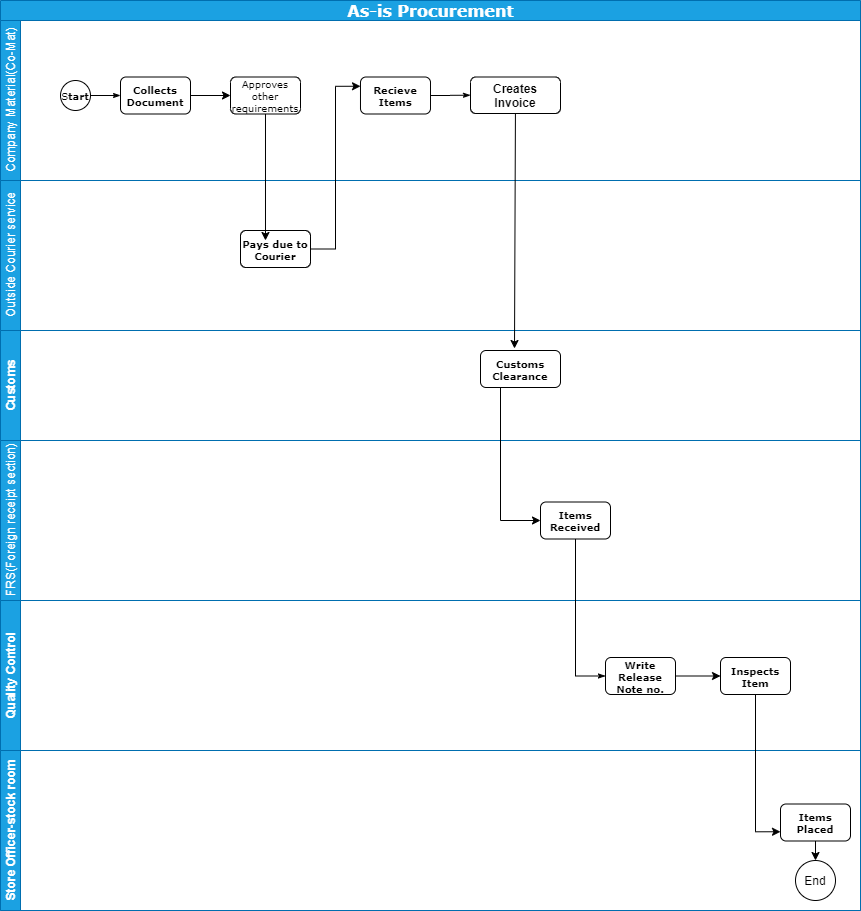 As-is Procurement
Company Material(Co-Mat)
Start
Collects
Document
Approves
other
requirements
Recieve
Items
Creates
Invoice
Outside Courier service
Pays due to
Courier
Customs
Customs
Clearance
FRS(Foreign receipt section)
Items
Received
Quality Control
Write
Release
Note no.
Inspects
Item
Store Officer-stock room
Items
Placed
End